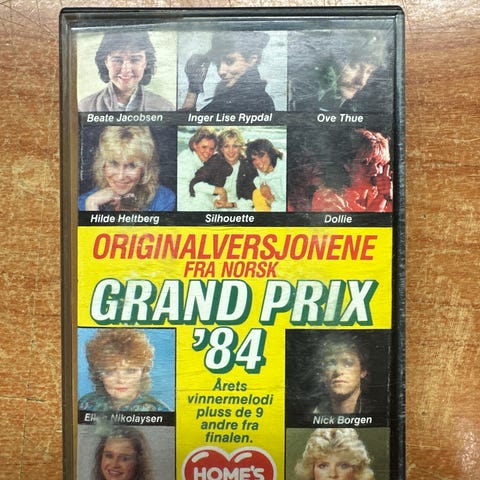 Beate Jacobsen
Inger Lise Rypdal
Ove Thue
Hilde Heltberg
Silhouette
Dollie
ORIGINALVERSJONENE
FRA NORSK
GRAND PRIX
'84
Ellen Nikolaysen
Årets
vinnermelodi
pluss de 9
andre fra
finalen.
Nick Borgen
HOME'S